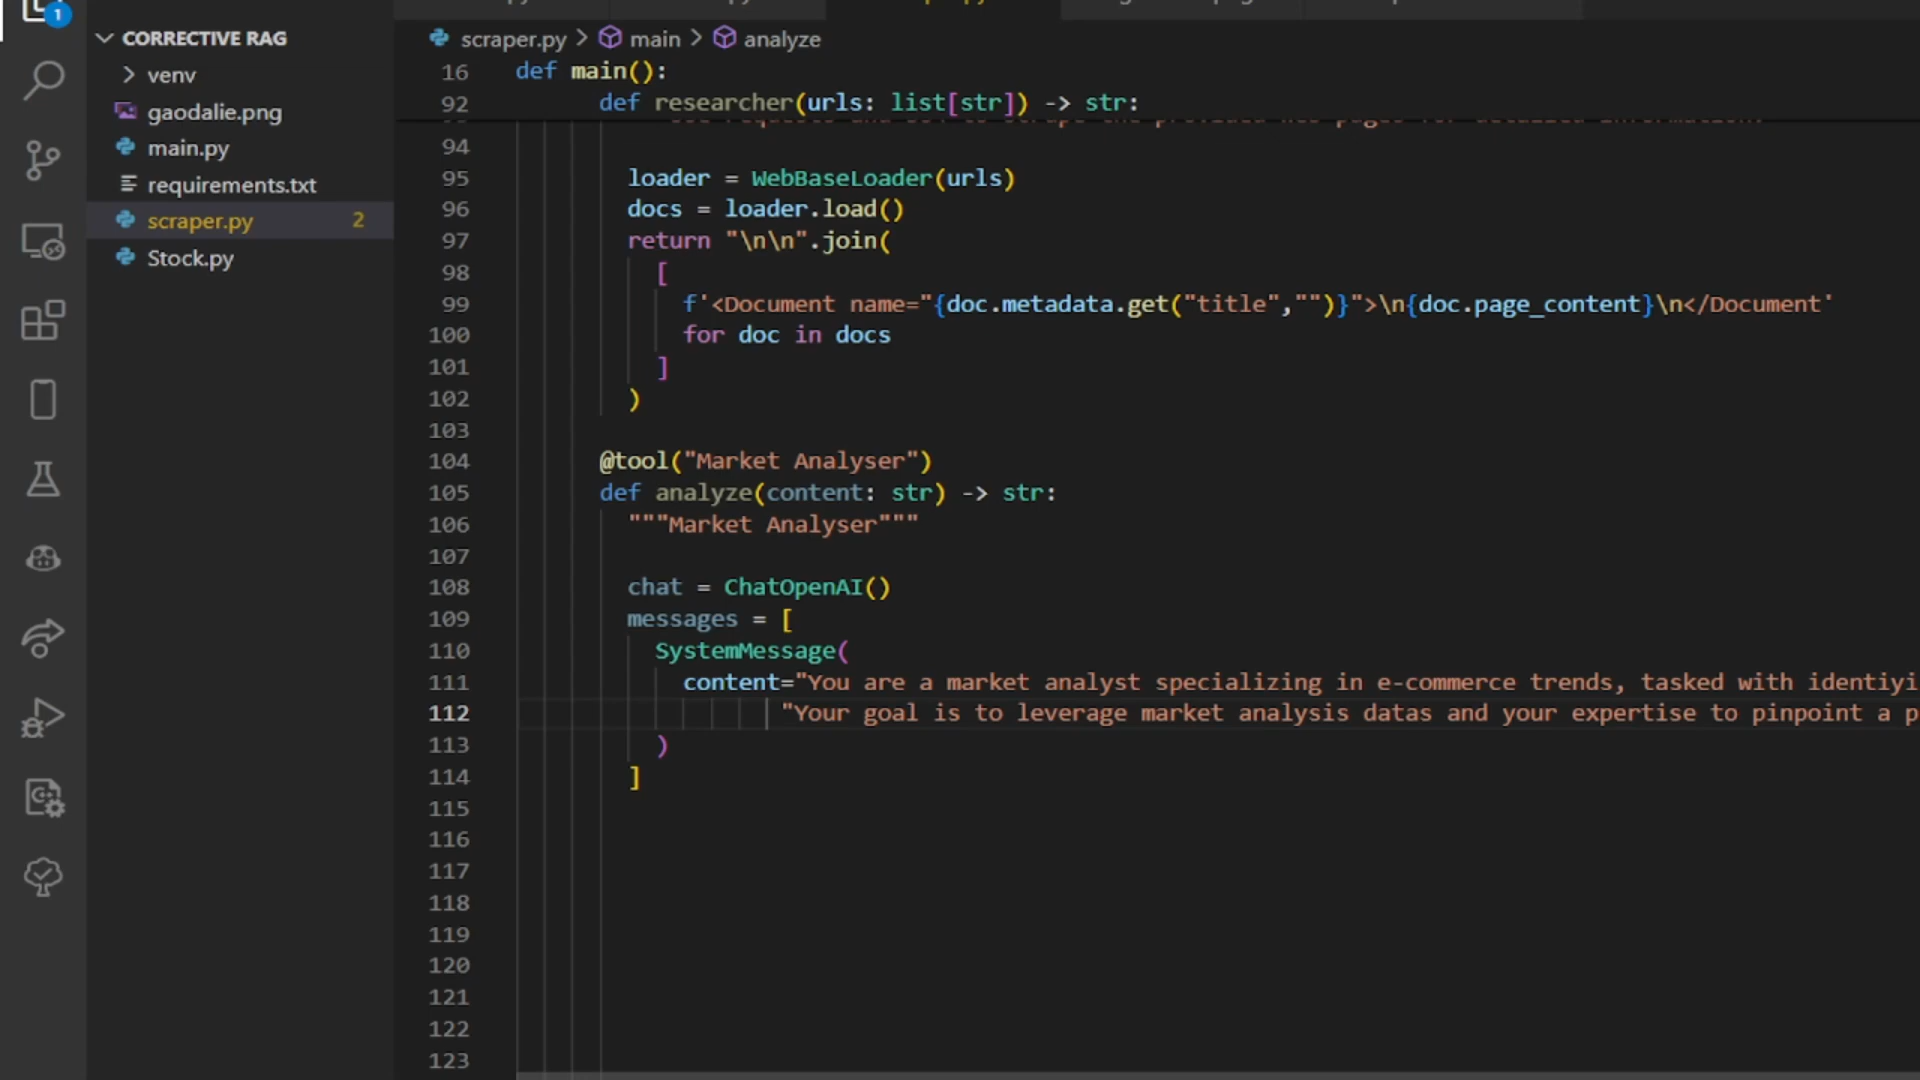 1
CORRECTIVE RAG
venv
gaodalie.png
main.py
requirements.txt
scraper.py 2
Stock.py
scraper.py > main > analyze
16 def main():
92 def researcher(urls: list[str]) -> str:
94
95 loader = WebBaseLoader(urls)
96 docs = loader.load()
97 return "\n\n".join(
98 [
99 f'<Document name="{doc.metadata.get("title","")}">\n{doc.page_content}\n</Document'
100 for doc in docs
101 ]
102 )
103
104 @tool("Market Analyser")
105 def analyze(content: str) -> str:
106 """Market Analyser"""
107
108 chat = ChatOpenAI()
109 messages = [
110 SystemMessage(
111 content="You are a market analyst specializing in e-commerce trends, tasked with identiyi
112 "Your goal is to leverage market analysis datas and your expertise to pinpoint a p
113 )
114 ]
115
116
117
118
119
120
121
122
123